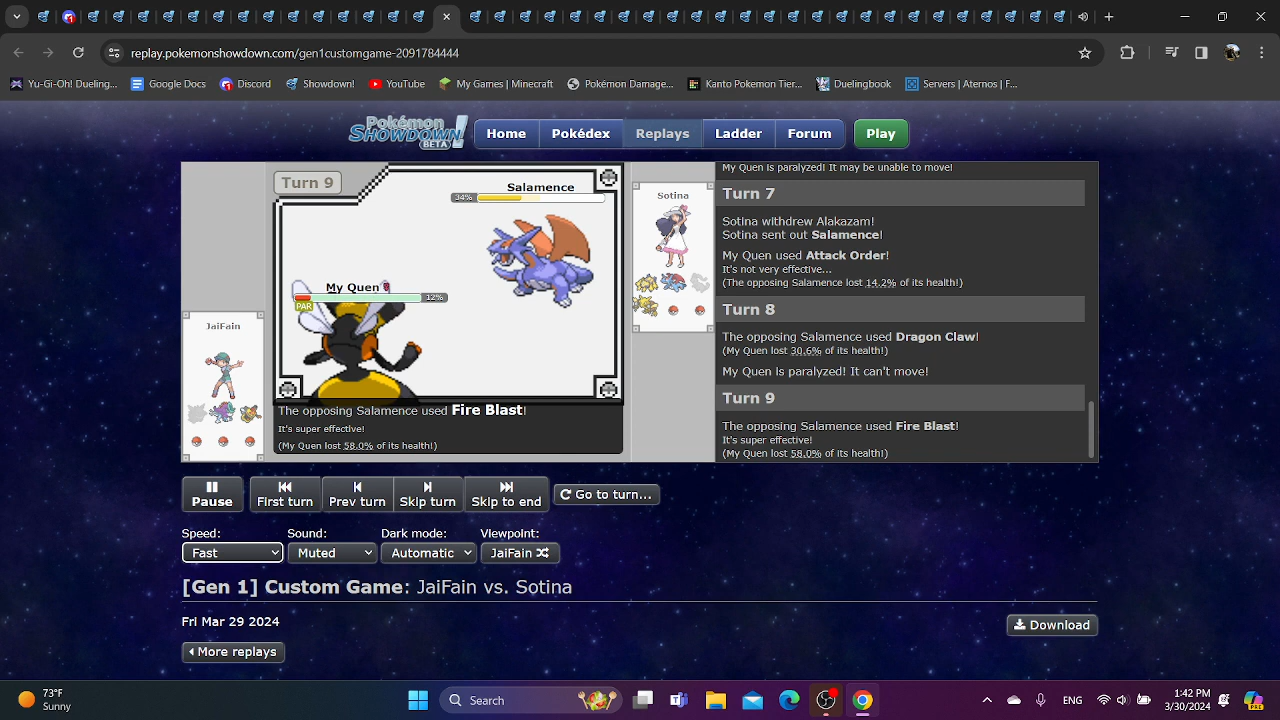 replay.pokemonshowdown.com/gen1customgame-2091784444
Yu-Gi-Oh! Dueling... Google Docs Discord Showdown! YouTube My Games | Minecraft Pokémon Damage... Kanto Pokemon Tier... Duelingbook Servers | Aternos | F...
Pokémon SHOWDOWN! BETA Home Pokédex Replays Ladder Forum Play
Turn 9
Salamence
34%
My Quen
12%
PAR
The opposing Salamence used Fire Blast!
It's super effective!
(My Quen lost 58.0% of its health!)
JaiFain
Sotina
My Quen is paralyzed! It may be unable to move!
Turn 7
Sotina withdrew Alakazam!
Sotina sent out Salamence!
My Quen used Attack Order!
It's not very effective...
(The opposing Salamence lost 14.2% of its health!)
Turn 8
The opposing Salamence used Dragon Claw!
(My Quen lost 30.6% of its health!)
My Quen is paralyzed! It can't move!
Turn 9
The opposing Salamence used Fire Blast!
It's super effective!
(My Quen lost 58.0% of its health!)
Pause First turn Prev turn Skip turn Skip to end Go to turn...
Speed: Sound: Dark mode: Viewpoint:
Fast Muted Automatic JaiFain
[Gen 1] Custom Game: JaiFain vs. Sotina
Fri Mar 29 2024
Download
More replays
73°F
Sunny
Search
ENG
1:42 PM
3/30/2024
PRE